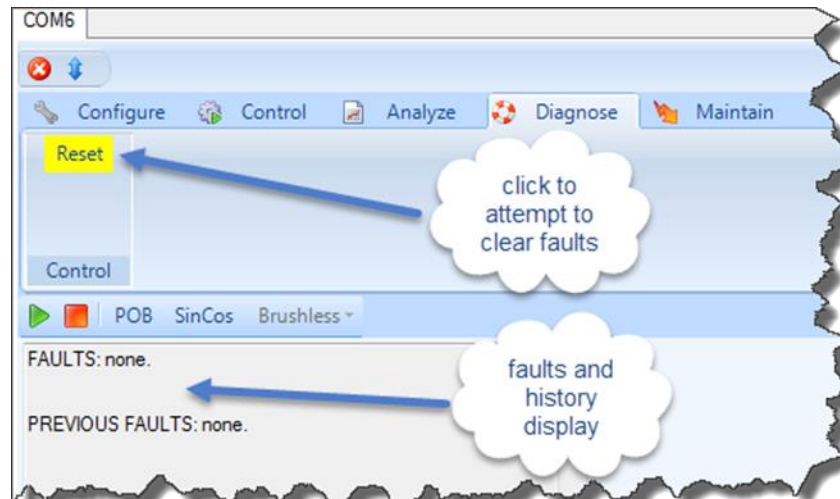 COM6
Configure Control Analyze Diagnose Maintain
Reset
click to
attempt to
clear faults
Control
POB SinCos Brushless
FAULTS: none.
faults and
history
display
PREVIOUS FAULTS: none.